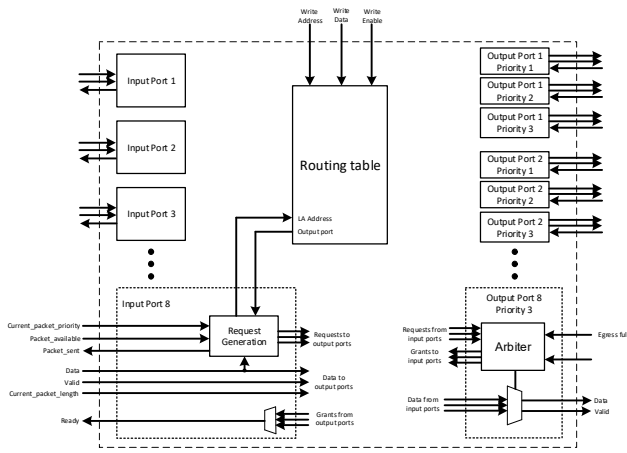 Write
Address
Write
Data
Write
Enable
Input Port 1
Input Port 2
Input Port 3
Routing table
LA Address
Output port
Output Port 1
Priority 1
Output Port 1
Priority 2
Output Port 1
Priority 3
Output Port 2
Priority 1
Output Port 2
Priority 2
Output Port 2
Priority 3
Input Port 8
Current_packet_priority
Packet_available
Packet_sent
Data
Valid
Current_packet_length
Ready
Request
Generation
Requests to
output ports
Data to
output ports
Grants from
output ports
Output Port 8
Priority 3
Requests from
input ports
Grants to
input ports
Arbiter
Egress ful
Data from
input ports
Data
Valid